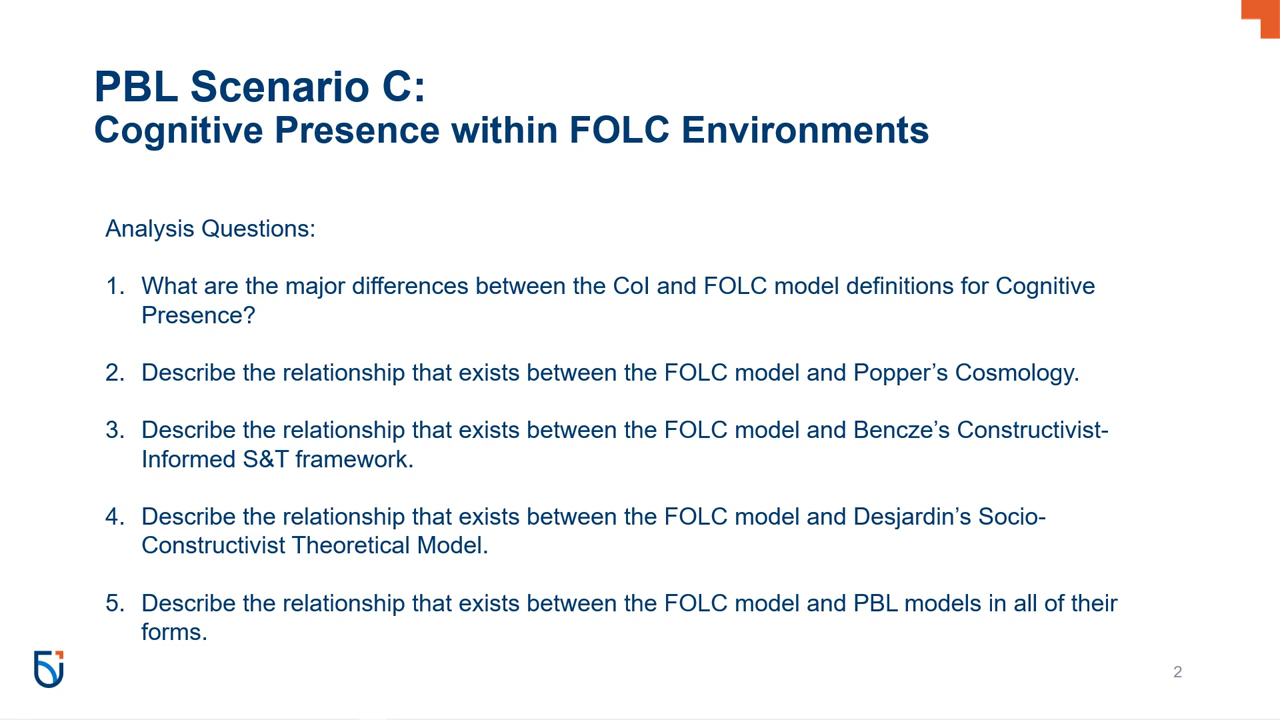 PBL Scenario C:
Cognitive Presence within FOLC Environments
Analysis Questions:
1. What are the major differences between the CoI and FOLC model definitions for Cognitive
Presence?
2. Describe the relationship that exists between the FOLC model and Popper’s Cosmology.
3. Describe the relationship that exists between the FOLC model and Bencze’s Constructivist-
Informed S&T framework.
4. Describe the relationship that exists between the FOLC model and Desjardin’s Socio-
Constructivist Theoretical Model.
5. Describe the relationship that exists between the FOLC model and PBL models in all of their
forms.
2